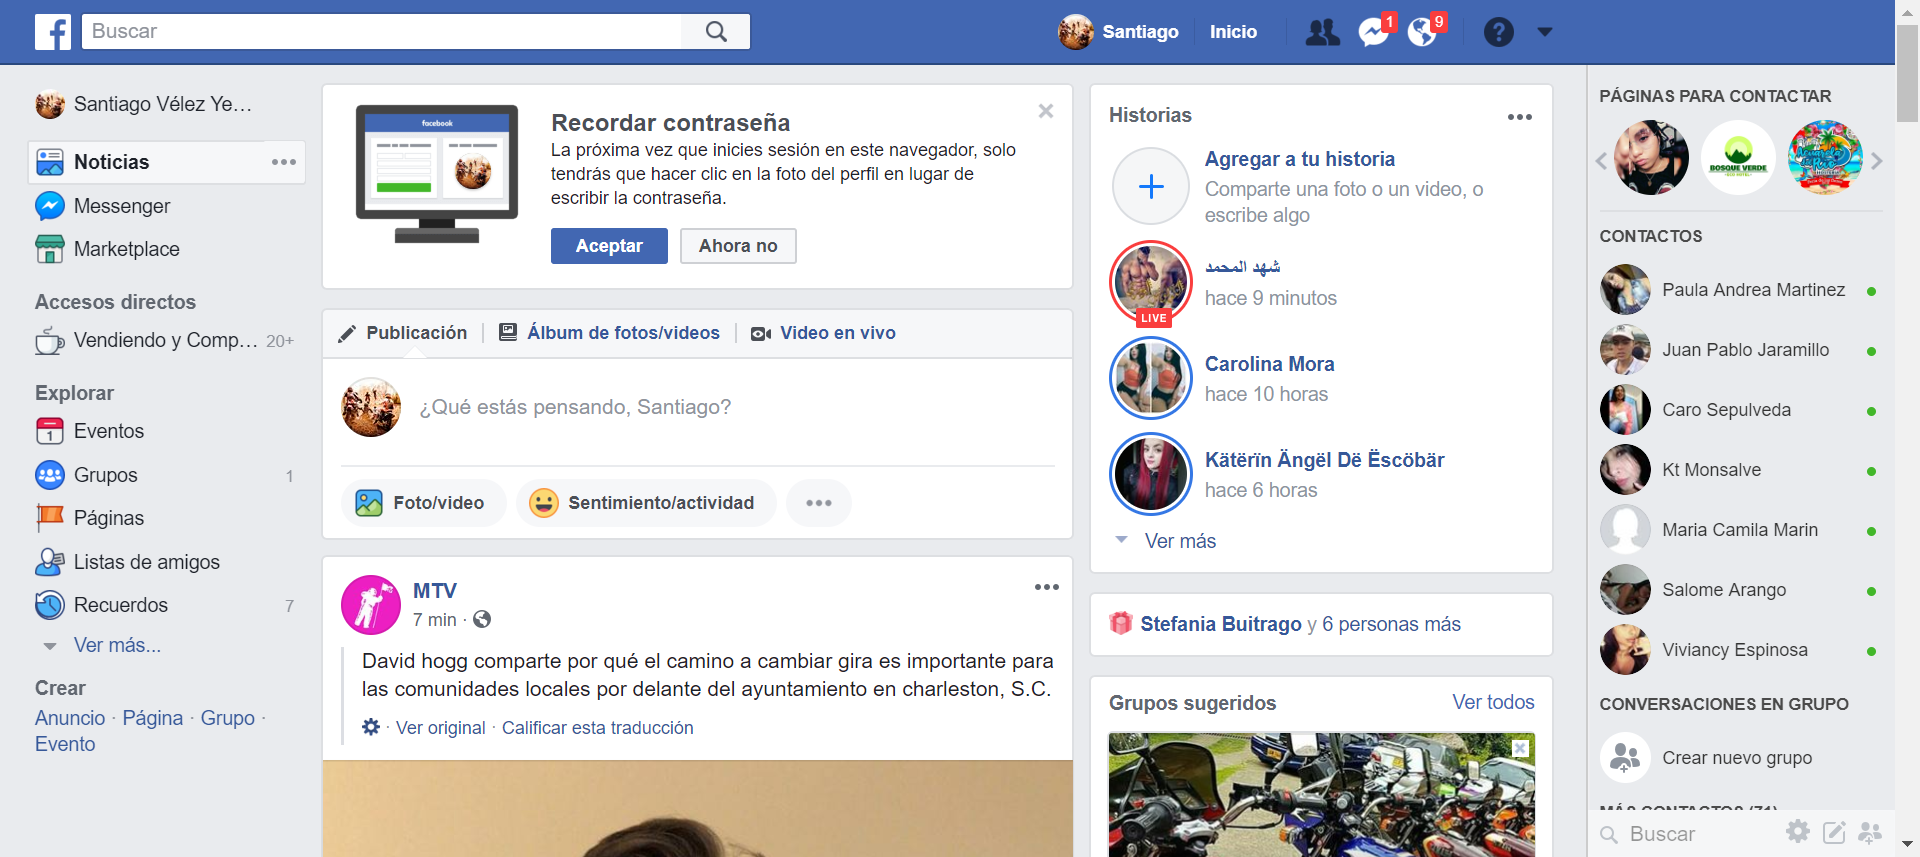 Buscar
Santiago
Inicio
1
9
Santiago Vélez Ye...
Noticias
Messenger
Marketplace
Accesos directos
Vendiendo y Comp... 20+
Explorar
1
Eventos
Grupos 1
Páginas
Listas de amigos
Recuerdos 7
Ver más...
Crear
Anuncio · Página · Grupo ·
Evento
facebook
Recordar contraseña
La próxima vez que inicies sesión en este navegador, solo
tendrás que hacer clic en la foto del perfil en lugar de
escribir la contraseña.
Aceptar
Ahora no
Publicación
Álbum de fotos/videos
Video en vivo
¿Qué estás pensando, Santiago?
Foto/video
Sentimiento/actividad
MTV
7 min ·
David hogg comparte por qué el camino a cambiar gira es importante para
las comunidades locales por delante del ayuntamiento en charleston, S.C.
· Ver original · Calificar esta traducción
Historias
Agregar a tu historia
Comparte una foto o un video, o
escribe algo
شهد المحمد
hace 9 minutos
LIVE
Carolina Mora
hace 10 horas
Kätërïn Ängël Dë Ëscöbär
hace 6 horas
Ver más
Stefania Buitrago y 6 personas más
Grupos sugeridos
Ver todos
PÁGINAS PARA CONTACTAR
BOSQUE VERDE
CONTACTOS
Paula Andrea Martinez
Juan Pablo Jaramillo
Caro Sepulveda
Kt Monsalve
Maria Camila Marin
Salome Arango
Viviancy Espinosa
CONVERSACIONES EN GRUPO
Crear nuevo grupo
MÁS CONTACTOS (71)
Buscar